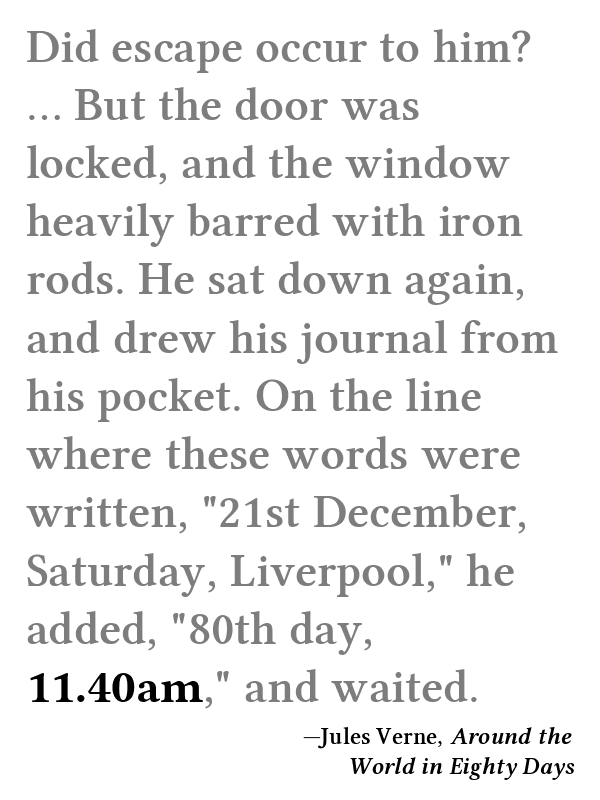 Did escape occur to him?
... But the door was
locked, and the window
heavily barred with iron
rods. He sat down again,
and drew his journal from
his pocket. On the line
where these words were
written, "21st December,
Saturday, Liverpool," he
added, "80th day,
11.40am," and waited.
—Jules Verne, Around the
World in Eighty Days